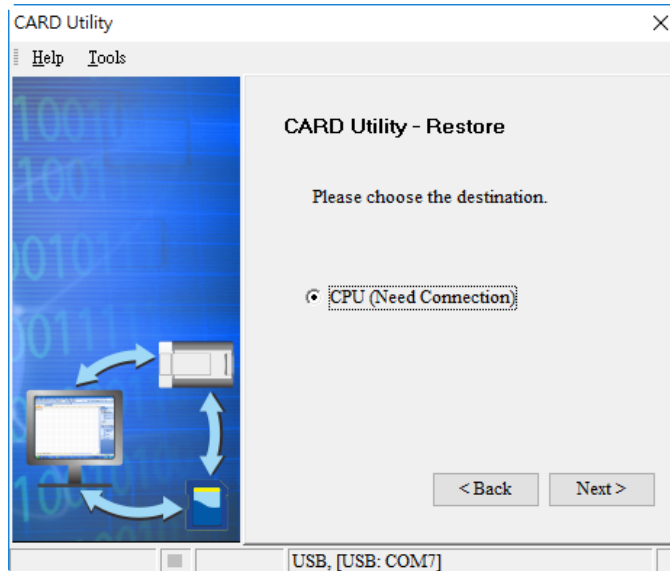 CARD Utility
Help Tools
CARD Utility - Restore
Please choose the destination.
CPU (Need Connection)
< Back Next >
USB, [USB: COM7]